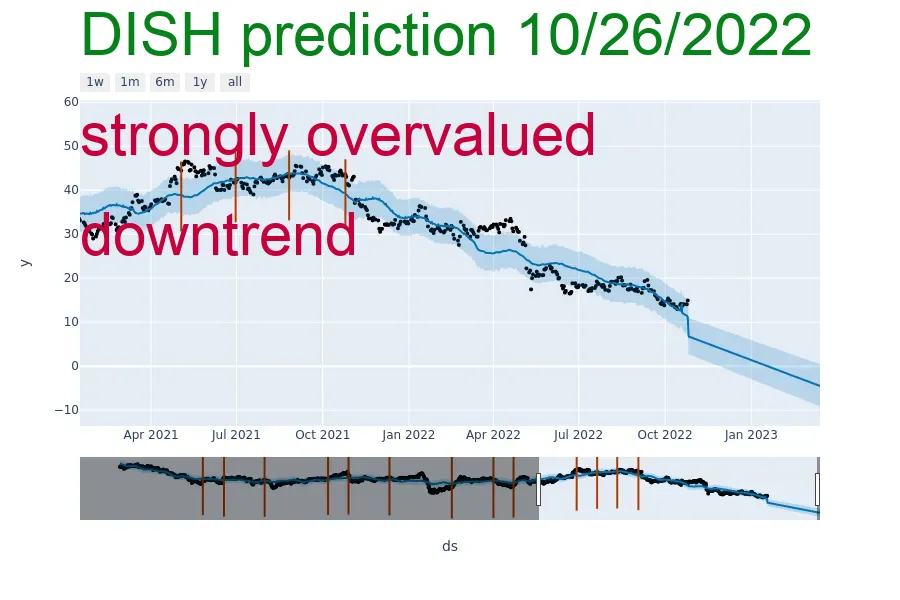 DISH prediction 10/26/2022
1w 1m 6m 1y all
60
strongly overvalued
50
40
30
downtrend
y
20
10
0
−10
Apr 2021 Jul 2021 Oct 2021 Jan 2022 Apr 2022 Jul 2022 Oct 2022 Jan 2023
ds